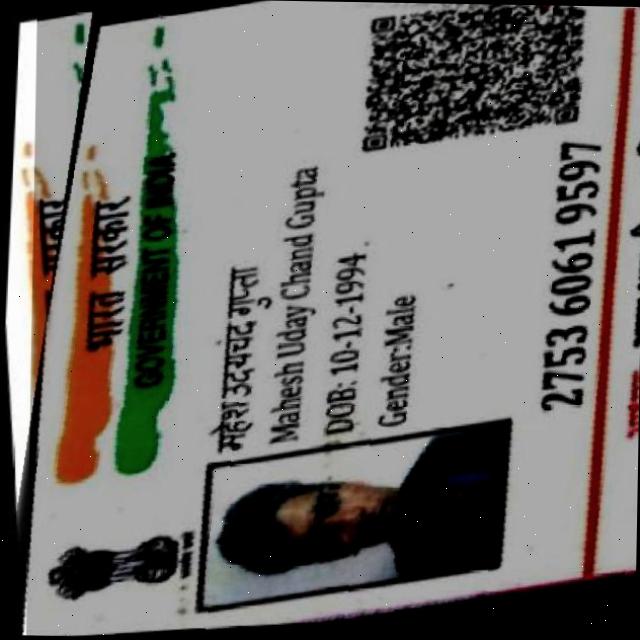 सरकार
भारत सरकार
GOVERNMENT OF INDIA
महेश उदयचंद गुप्ता
Mahesh Uday Chand Gupta
DOB: 10-12-1994
Gender:Male
2753 6061 9597